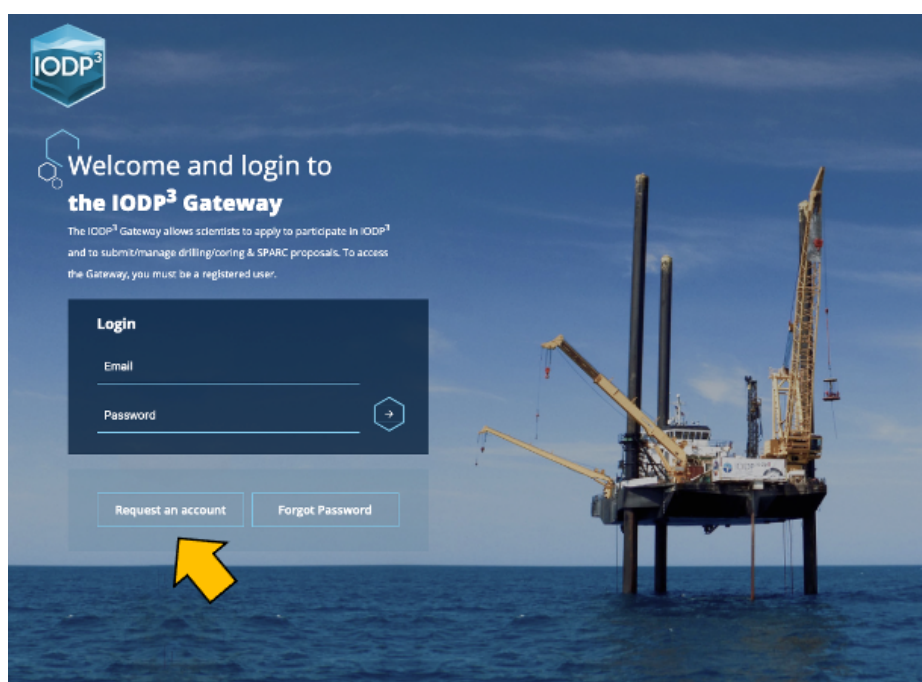 IODP³
Welcome and login to
the IODP³ Gateway
The IODP³ Gateway allows scientists to apply to participate in IODP³
and to submit/manage drilling/coring & SPARC proposals. To access
the Gateway, you must be a registered user.
Login
Email
Password
Request an account
Forgot Password